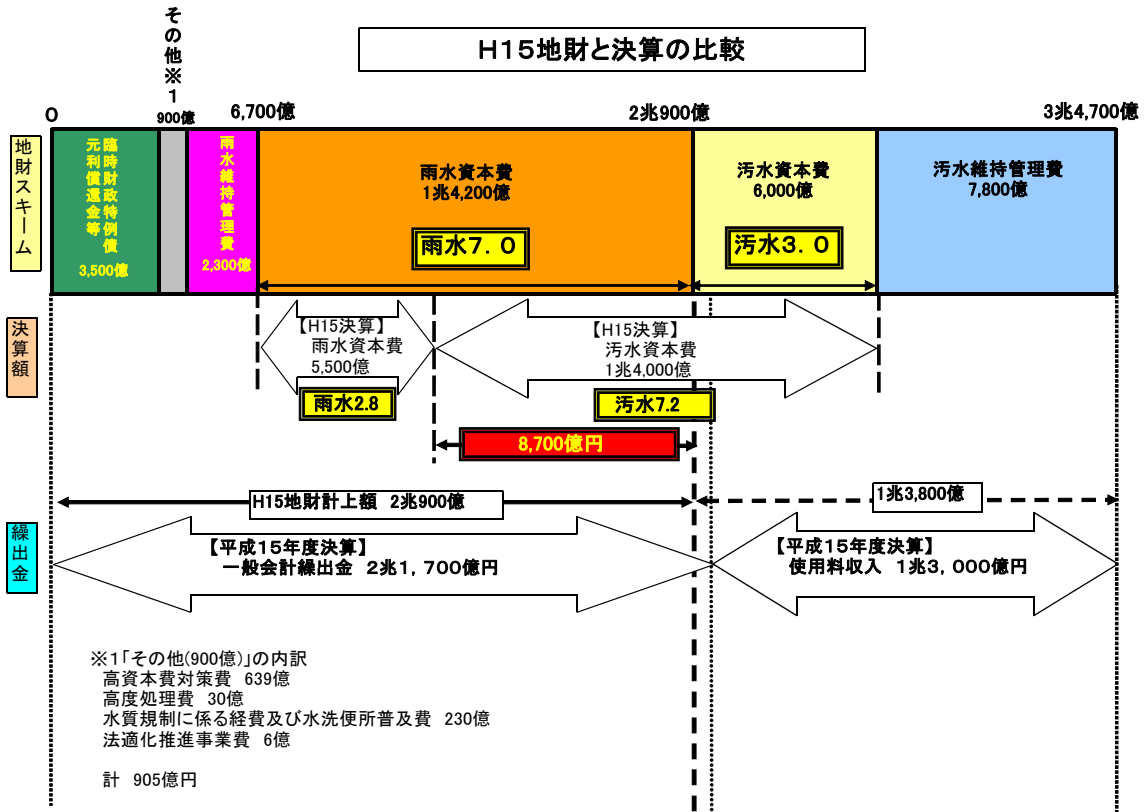 H15地財と決算の比較
その他※1
900億
0
6,700億
2兆900億
3兆4,700億
地財スキーム
臨時財政特例債
元利償還金等
3,500億
雨水維持管理費
2,300億
雨水資本費
1兆4,200億
雨水7.0
汚水資本費
6,000億
汚水3.0
汚水維持管理費
7,800億
決算額
【H15決算】
雨水資本費
5,500億
雨水2.8
【H15決算】
汚水資本費
1兆4,000億
汚水7.2
8,700億円
H15地財計上額 2兆900億
1兆3,800億
繰出金
【平成15年度決算】
一般会計繰出金 2兆1,700億円
【平成15年度決算】
使用料収入 1兆3,000億円
※1「その他(900億)」の内訳
高資本費対策費 639億
高度処理費 30億
水質規制に係る経費及び水洗便所普及費 230億
法適化推進事業費 6億
計 905億円